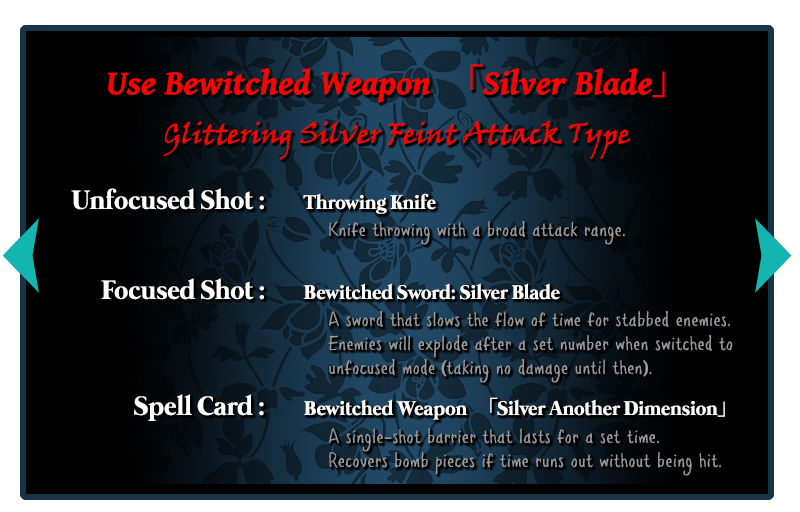 Use Bewitched Weapon 「Silver Blade」
Glittering Silver Feint Attack Type
Unfocused Shot : Throwing Knife
Knife throwing with a broad attack range.
Focused Shot : Bewitched Sword: Silver Blade
A sword that slows the flow of time for stabbed enemies.
Enemies will explode after a set number when switched to
unfocused mode (taking no damage until then).
Spell Card : Bewitched Weapon 「Silver Another Dimension」
A single-shot barrier that lasts for a set time.
Recovers bomb pieces if time runs out without being hit.